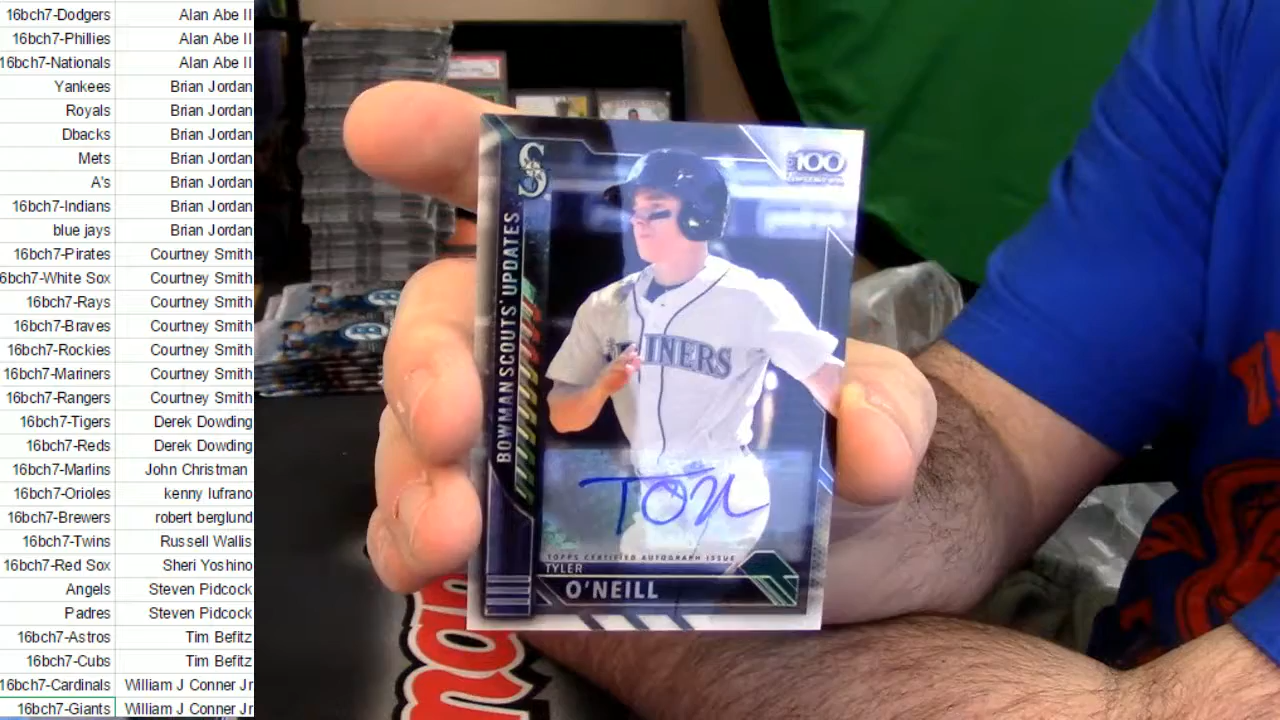 16bch7-Dodgers Alan Abe II
16bch7-Phillies Alan Abe II
16bch7-Nationals Alan Abe II
Yankees Brian Jordan
Royals Brian Jordan
Dbacks Brian Jordan
Mets Brian Jordan
A's Brian Jordan
16bch7-Indians Brian Jordan
blue jays Brian Jordan
16bch7-Pirates Courtney Smith
6bch7-White Sox Courtney Smith
16bch7-Rays Courtney Smith
16bch7-Braves Courtney Smith
16bch7-Rockies Courtney Smith
16bch7-Mariners Courtney Smith
16bch7-Rangers Courtney Smith
16bch7-Tigers Derek Dowding
16bch7-Reds Derek Dowding
16bch7-Marlins John Christman
16bch7-Orioles kenny lufrano
16bch7-Brewers robert berglund
16bch7-Twins Russell Wallis
16bch7-Red Sox Sheri Yoshino
Angels Steven Pidcock
Padres Steven Pidcock
16bch7-Astros Tim Befitz
16bch7-Cubs Tim Befitz
16bch7-Cardinals William J Conner Jr
16bch7-Giants William J Conner Jr
S
100
BOWMAN SCOUTS' UPDATES
INERS
TOPPS CERTIFIED AUTOGRAPH ISSUE
TYLER
O'NEILL